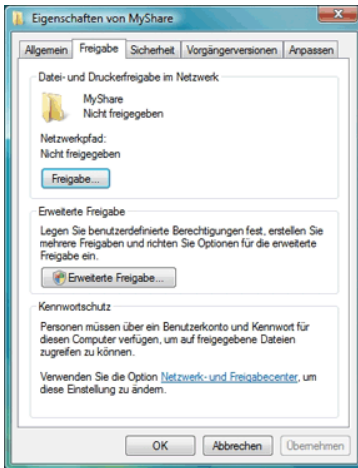 Eigenschaften von MyShare
Allgemein Freigabe Sicherheit Vorgängerversionen Anpassen
Datei- und Druckerfreigabe im Netzwerk
MyShare
Nicht freigegeben
Netzwerkpfad:
Nicht freigegeben
Freigabe...
Erweiterte Freigabe
Legen Sie benutzerdefinierte Berechtigungen fest, erstellen Sie
mehrere Freigaben und richten Sie Optionen für die erweiterte
Freigabe ein.
Erweiterte Freigabe...
Kennwortschutz
Personen müssen über ein Benutzerkonto und Kennwort für
diesen Computer verfügen, um auf freigegebene Dateien
zugreifen zu können.
Verwenden Sie die Option Netzwerk- und Freigabecenter, um
diese Einstellung zu ändern.
OK Abbrechen Übernehmen